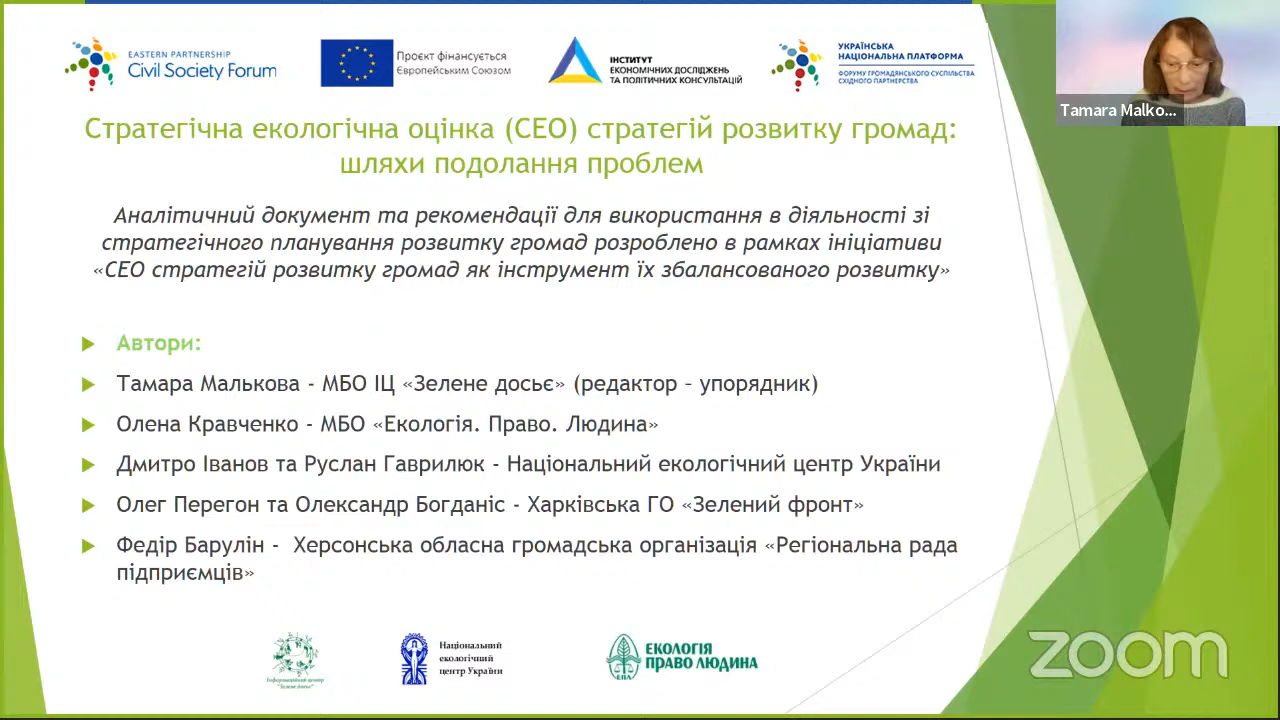 EASTERN PARTNERSHIP
Civil Society Forum
Проєкт фінансується
Європейським Союзом
ІНСТИТУТ
ЕКОНОМІЧНИХ ДОСЛІДЖЕНЬ
ТА ПОЛІТИЧНИХ КОНСУЛЬТАЦІЙ
УКРАЇНСЬКА
НАЦІОНАЛЬНА ПЛАТФОРМА
ФОРУМУ ГРОМАДЯНСЬКОГО СУСПІЛЬСТВА
СХІДНОГО ПАРТНЕРСТВА
Tamara Malko...
Стратегічна екологічна оцінка (СЕО) стратегій розвитку громад:
шляхи подолання проблем
Аналітичний документ та рекомендації для використання в діяльності зі
стратегічного планування розвитку громад розроблено в рамках ініціативи
«СЕО стратегій розвитку громад як інструмент їх збалансованого розвитку»
Автори:
Тамара Малькова - МБО ІЦ «Зелене досьє» (редактор – упорядник)
Олена Кравченко - МБО «Екологія. Право. Людина»
Дмитро Іванов та Руслан Гаврилюк - Національний екологічний центр України
Олег Перегон та Олександр Богданіс - Харківська ГО «Зелений фронт»
Федір Барулін - Херсонська обласна громадська організація «Регіональна рада
підприємців»
Інформаційний центр
"Зелене досьє"
Національний
екологічний
центр України
ЕПЛ
ЕКОЛОГІЯ
ПРАВО ЛЮДИНА
zoom